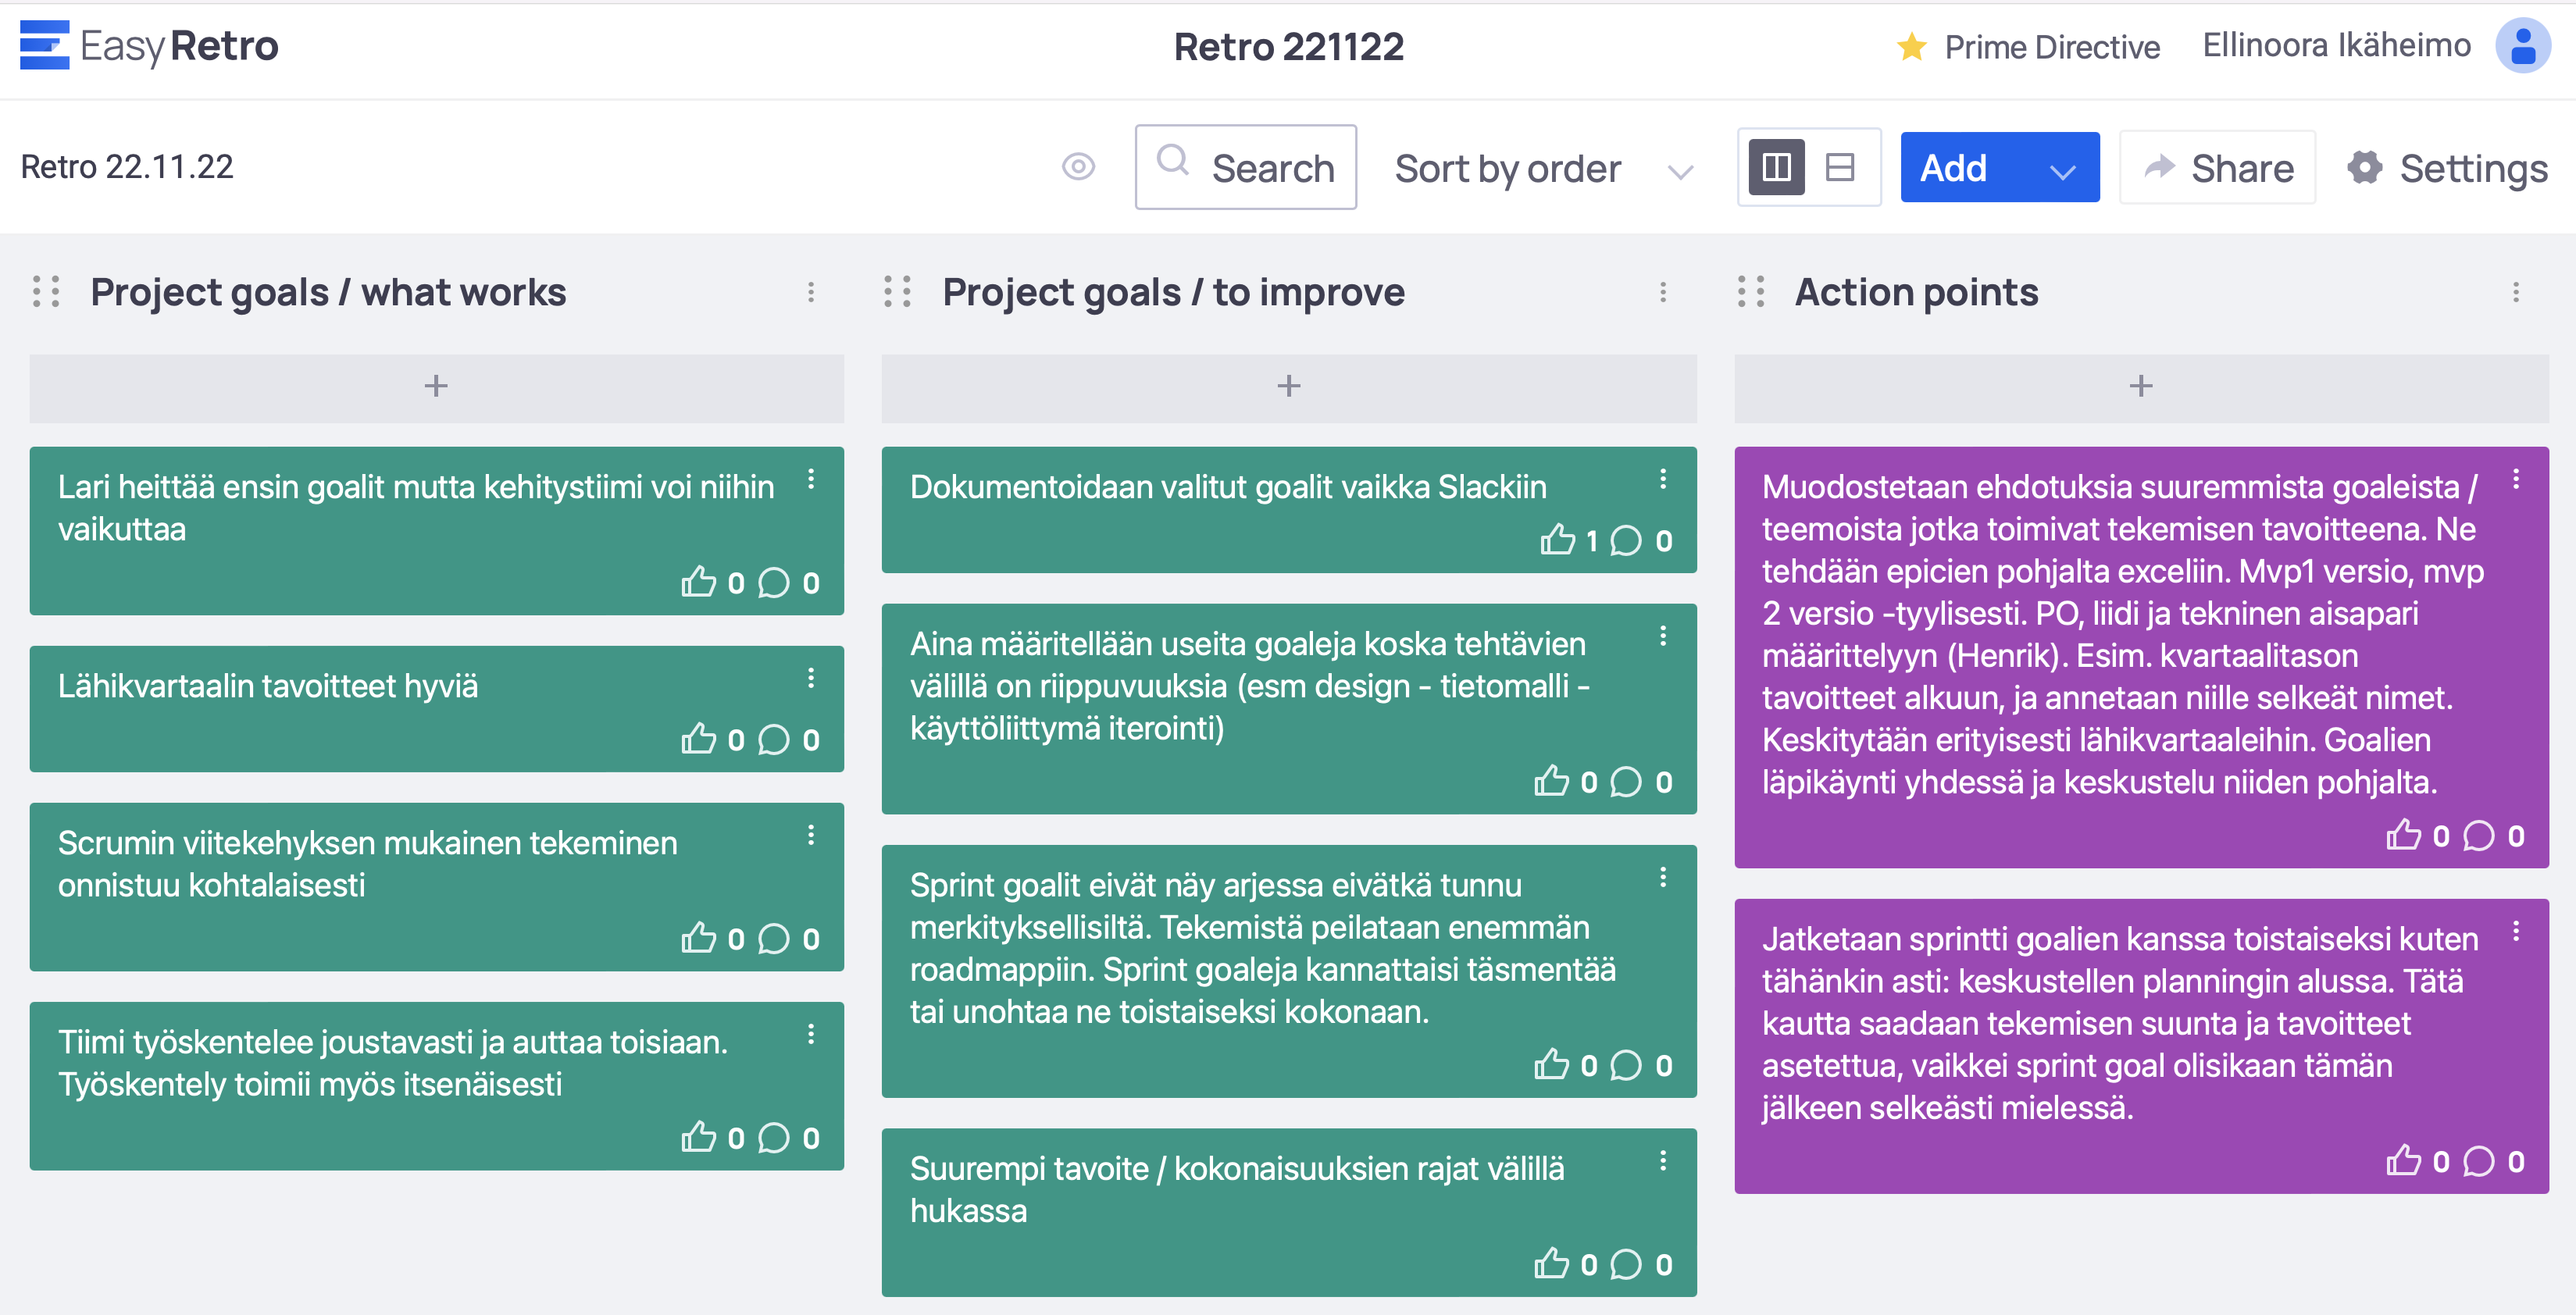 EasyRetro
Retro 221122
Prime Directive
Ellinoora Ikäheimo
Retro 22.11.22
Search
Sort by order
Add
Share
Settings
Project goals / what works
+
Lari heittää ensin goalit mutta kehitystiimi voi niihin
vaikuttaa
0 0
Lähikvartaalin tavoitteet hyviä
0 0
Scrumin viitekehyksen mukainen tekeminen
onnistuu kohtalaisesti
0 0
Tiimi työskentelee joustavasti ja auttaa toisiaan.
Työskentely toimii myös itsenäisesti
0 0
Project goals / to improve
+
Dokumentoidaan valitut goalit vaikka Slackiin
1 0
Aina määritellään useita goaleja koska tehtävien
välillä on riippuvuuksia (esm design - tietomalli -
käyttöliittymä iterointi)
0 0
Sprint goalit eivät näy arjessa eivätkä tunnu
merkityksellisiltä. Tekemistä peilataan enemmän
roadmappiin. Sprint goaleja kannattaisi täsmentää
tai unohtaa ne toistaiseksi kokonaan.
0 0
Suurempi tavoite / kokonaisuuksien rajat välillä
hukassa
0 0
Action points
+
Muodostetaan ehdotuksia suuremmista goaleista /
teemoista jotka toimivat tekemisen tavoitteena. Ne
tehdään epicien pohjalta exceliin. Mvp1 versio, mvp
2 versio -tyylisesti. PO, liidi ja tekninen aisapari
määrittelyyn (Henrik). Esim. kvartaalitason
tavoitteet alkuun, ja annetaan niille selkeät nimet.
Keskitytään erityisesti lähikvartaaleihin. Goalien
läpikäynti yhdessä ja keskustelu niiden pohjalta.
0 0
Jatketaan sprintti goalien kanssa toistaiseksi kuten
tähänkin asti: keskustellen planningin alussa. Tätä
kautta saadaan tekemisen suunta ja tavoitteet
asetettua, vaikkei sprint goal olisikaan tämän
jälkeen selkeästi mielessä.
0 0